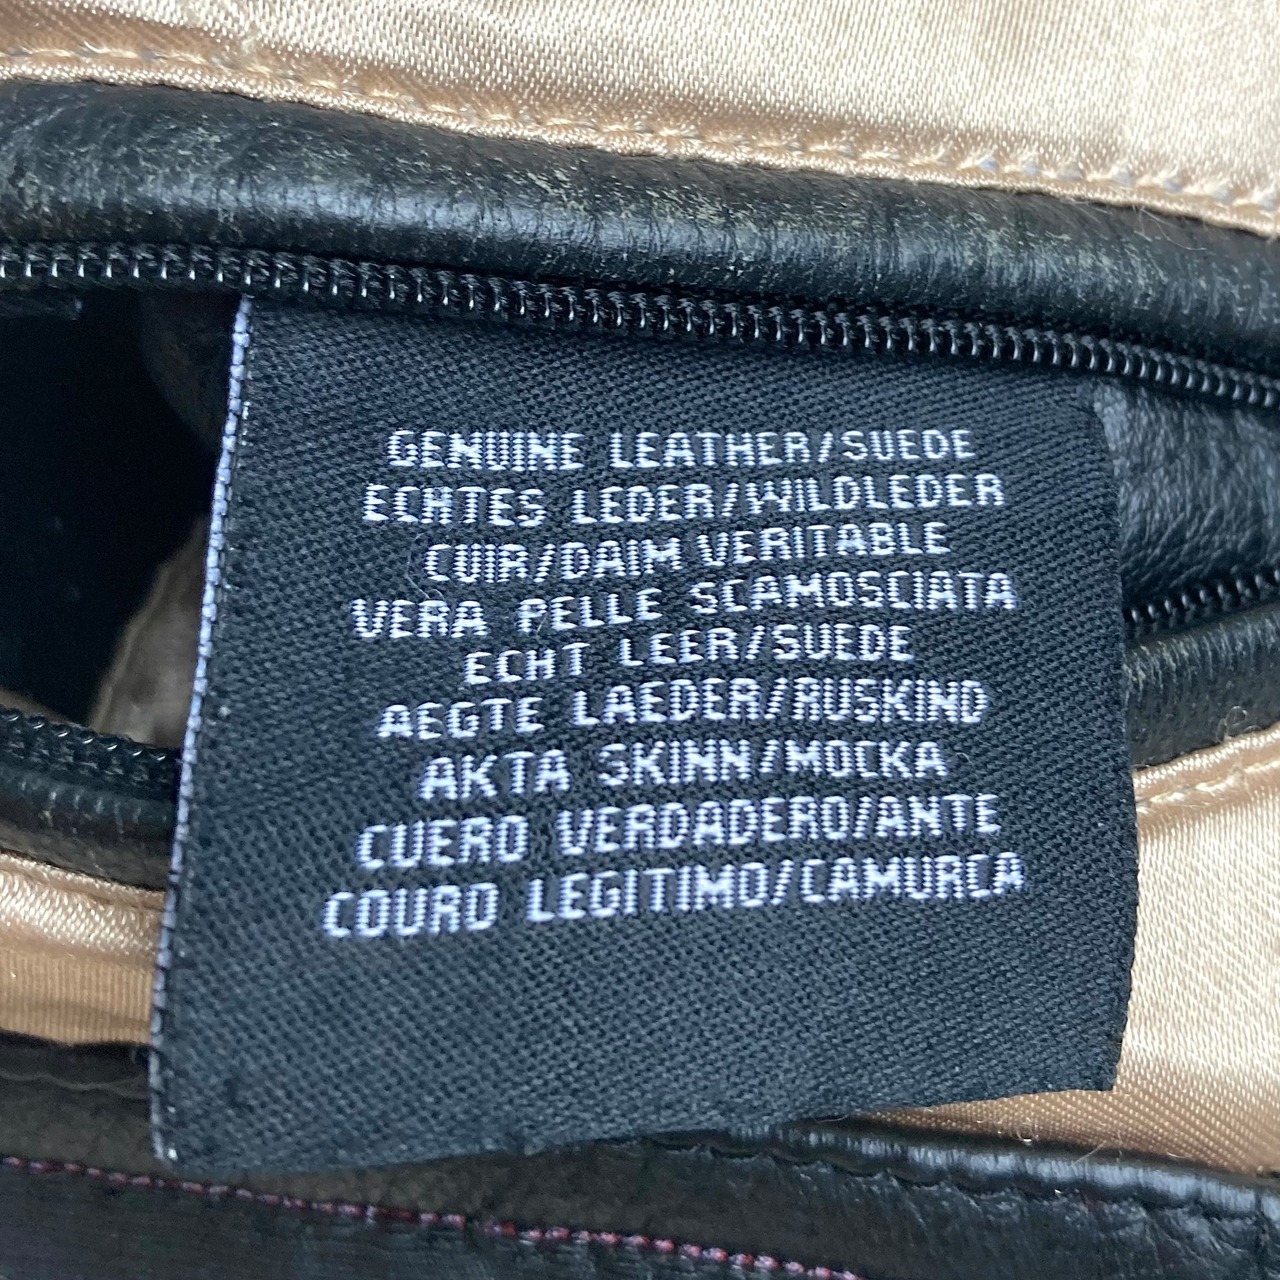 GENUINE LEATHER/SUEDE
ECHTES LEDER/WILDLEDER
CUIR/DAIM VERITABLE
VERA PELLE SCAMOSCIATA
ECHT LEER/SUEDE
AEGTE LAEDER/RUSKIND
AKTA SKINN/MOCKA
CUERO VERDADERO/ANTE
COURO LEGITIMO/CAMURCA